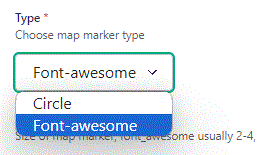 Type *
Choose map marker type
Font-awesome
Circle
Font-awesome
Size of map marker, font_awesome usually 2-4,